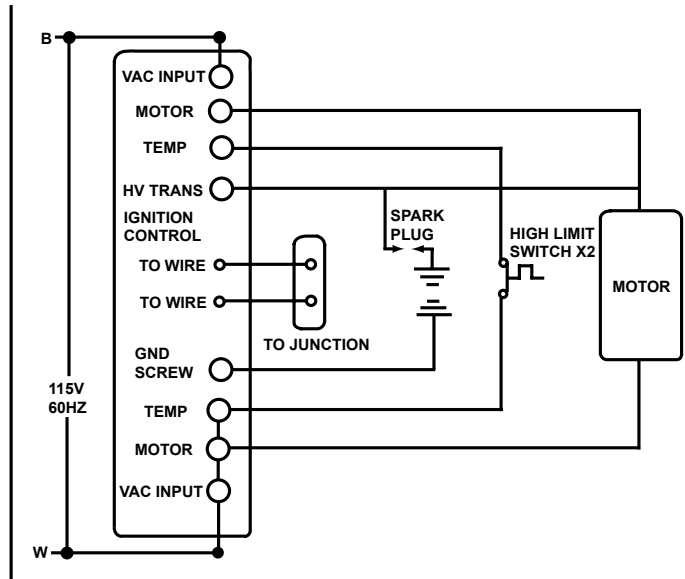 B
VAC INPUT
MOTOR
TEMP
HV TRANS
IGNITION
CONTROL
TO WIRE
TO WIRE
TO JUNCTION
SPARK
PLUG
HIGH LIMIT
SWITCH X2
MOTOR
GND
SCREW
115V
60HZ
TEMP
MOTOR
VAC INPUT
W